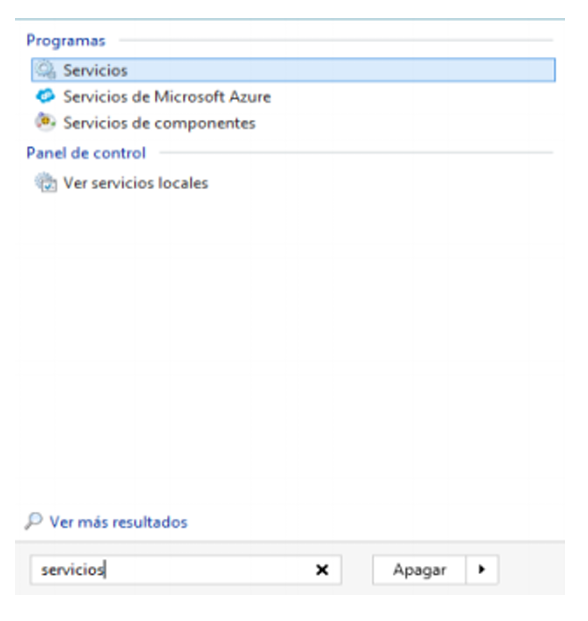 Programas
Servicios
Servicios de Microsoft Azure
Servicios de componentes
Panel de control
Ver servicios locales
Ver más resultados
servicios
Apagar